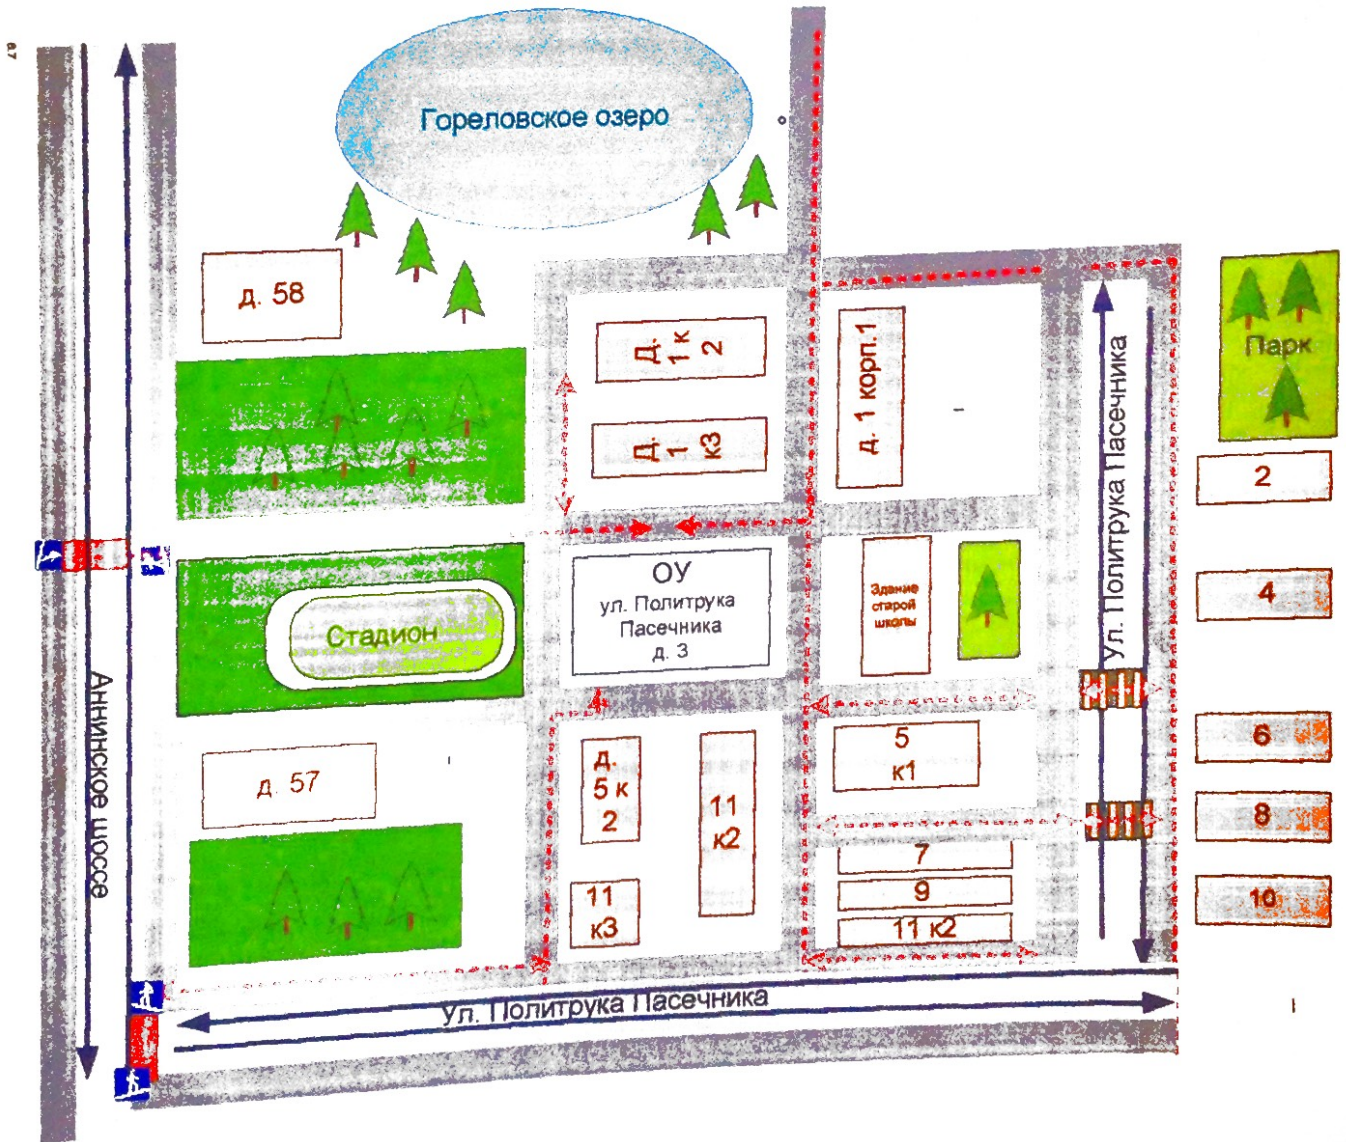 67
Гореловское озеро
д. 58
Д.
1 к
2
Д.
1
к3
д. 1 корп.1
Ул. Политрука Пасечника
Парк
2
4
6
8
10
Стадион
ОУ
ул. Политрука
Пасечника
д. 3
Здание
старой
школы
Аннинское шоссе
д. 57
д.
5 к
2
11
к2
11
к3
5
к1
7
9
11 к2
Ул. Политрука Пасечника